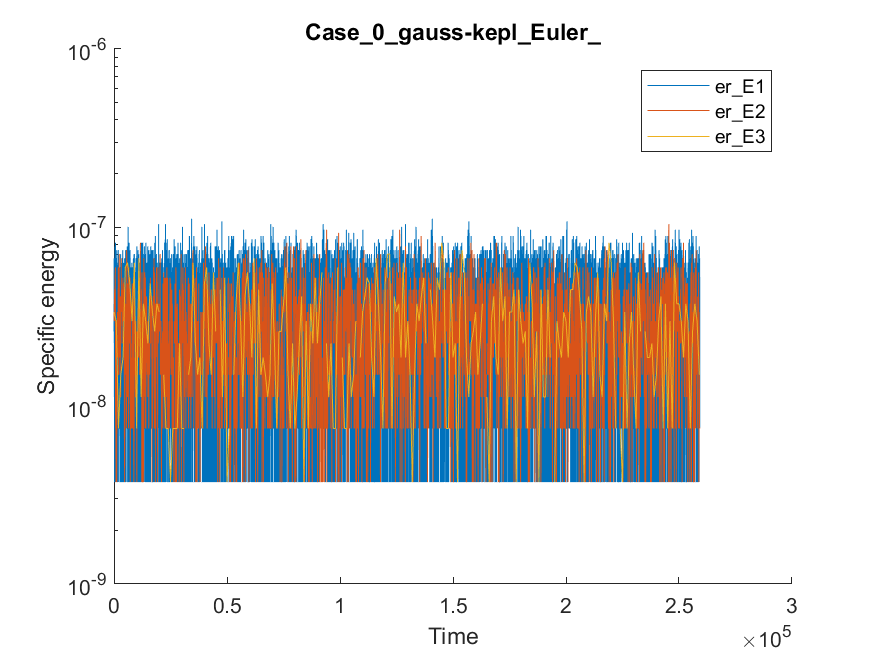 Case_0_gauss-kepl_Euler_
10^-6
er_E1
er_E2
er_E3
10^-7
Specific energy
10^-8
10^-9
0 0.5 1 1.5 2 2.5 3
Time
×10^5